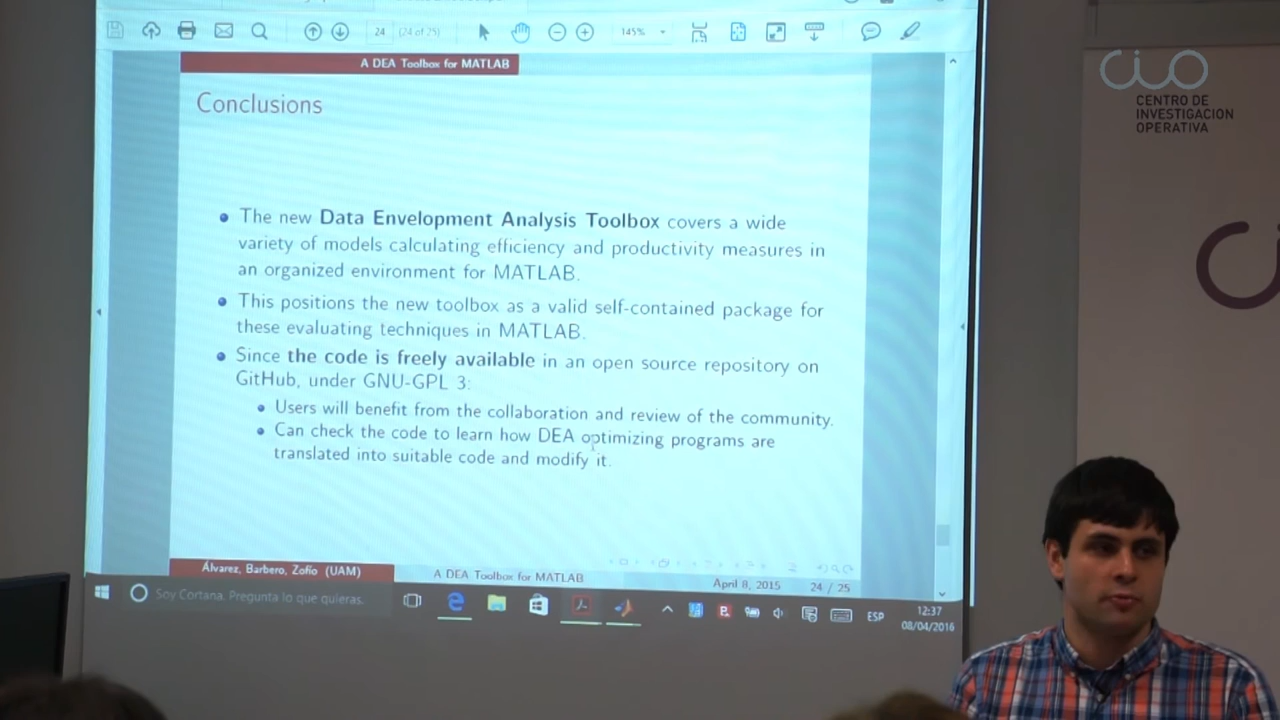 24 (24 of 25) 145%
A DEA Toolbox for MATLAB
Conclusions
The new Data Envelopment Analysis Toolbox covers a wide
variety of models calculating efficiency and productivity measures in
an organized environment for MATLAB.
This positions the new toolbox as a valid self-contained package for
these evaluating techniques in MATLAB.
Since the code is freely available in an open source repository on
GitHub, under GNU-GPL 3:
Users will benefit from the collaboration and review of the community.
Can check the code to learn how DEA optimizing programs are
translated into suitable code and modify it.
Álvarez, Barbero, Zofío (UAM) A DEA Toolbox for MATLAB April 8, 2015 24 / 25
Soy Cortana. Pregunta lo que quieras. ESP 12:37
08/04/2016
CIO
CENTRO DE
INVESTIGACION
OPERATIVA